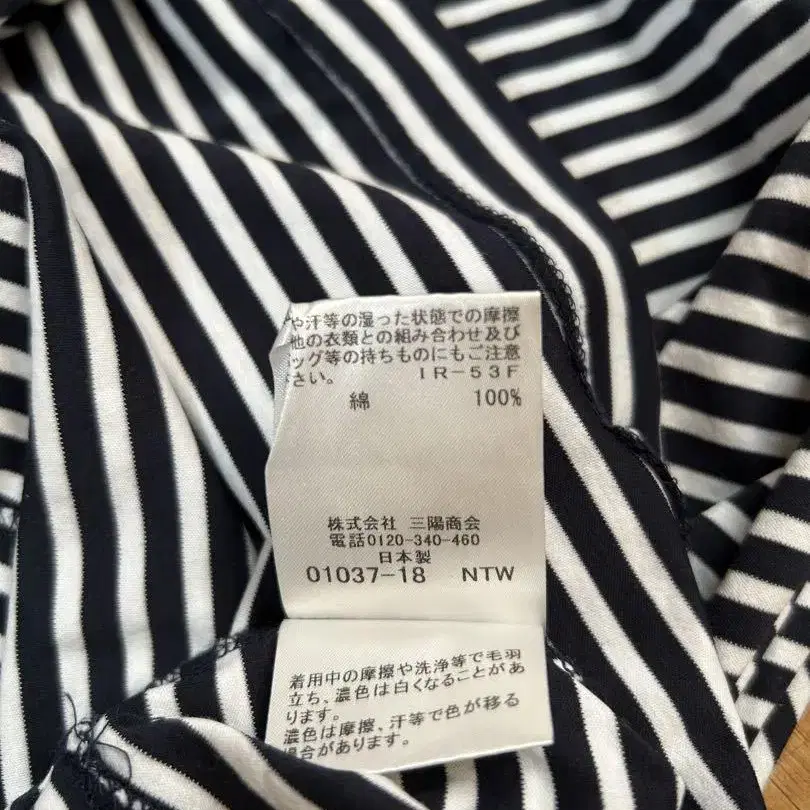 や汗等の湿った状態での摩擦
他の衣類との組み合わせ及び
ッグ等の持ちものにもご注意
さい。 IR-53F
綿 100%
株式会社 三陽商会
電話0120-340-460
日本製
01037-18 NTW
着用中の摩擦や洗浄等で毛羽
立ち、濃色は白くなることがあ
ります。
濃色は摩擦、汗等で色が移る
場合があります。